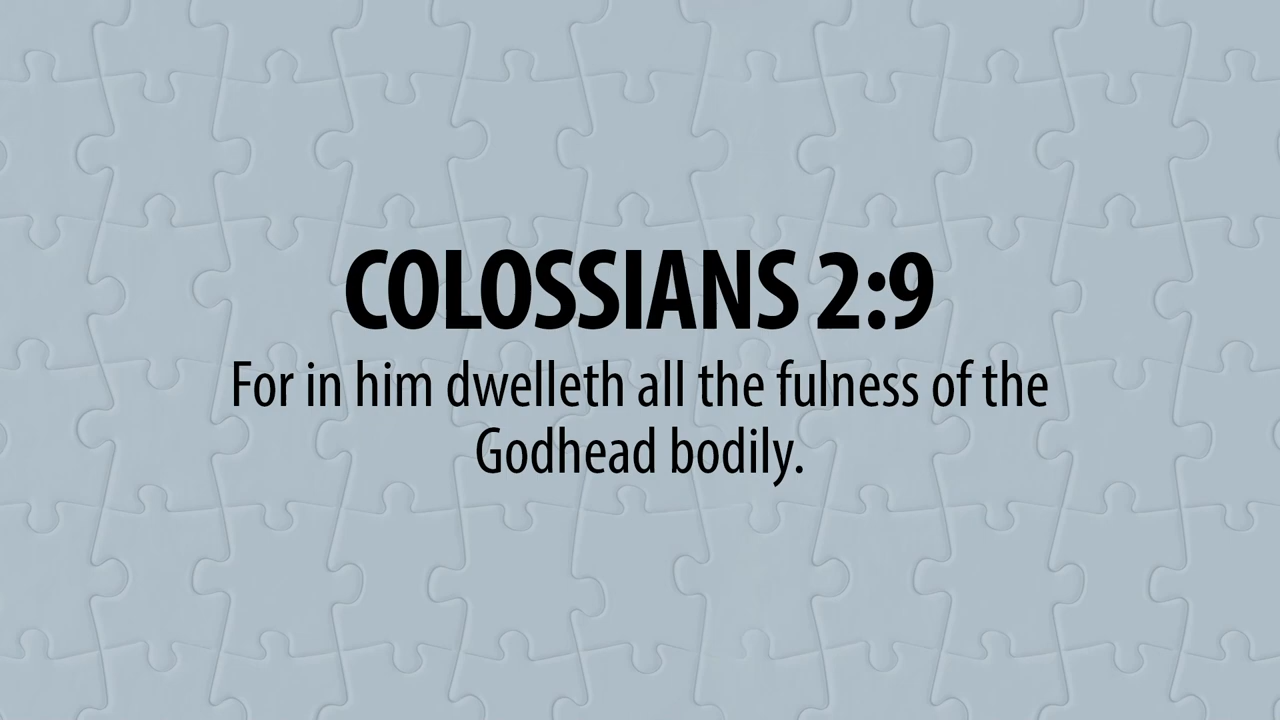 COLOSSIANS 2:9
For in him dwelleth all the fulness of the
Godhead bodily.